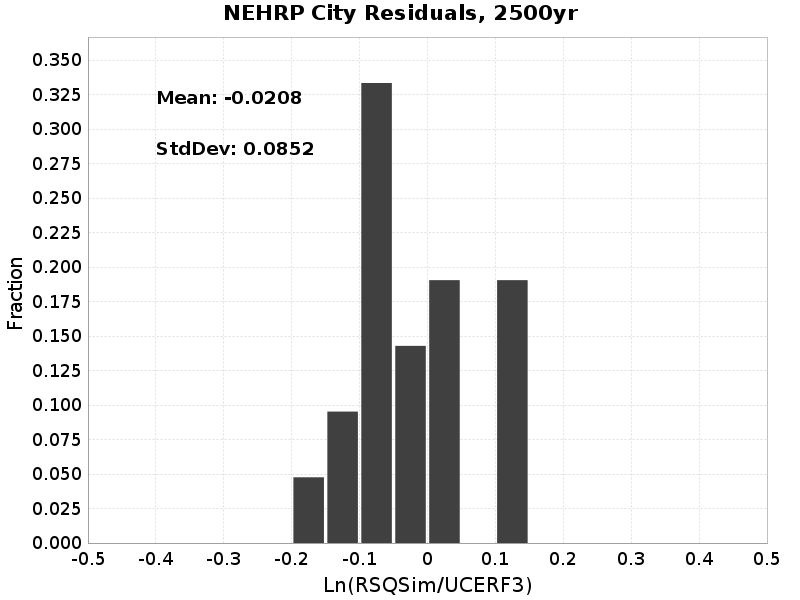 NEHRP City Residuals, 2500yr
Mean: -0.0208
StdDev: 0.0852
Fraction
0.350
0.325
0.300
0.275
0.250
0.225
0.200
0.175
0.150
0.125
0.100
0.075
0.050
0.025
0.000
-0.5 -0.4 -0.3 -0.2 -0.1 0 0.1 0.2 0.3 0.4 0.5
Ln(RSQSim/UCERF3)